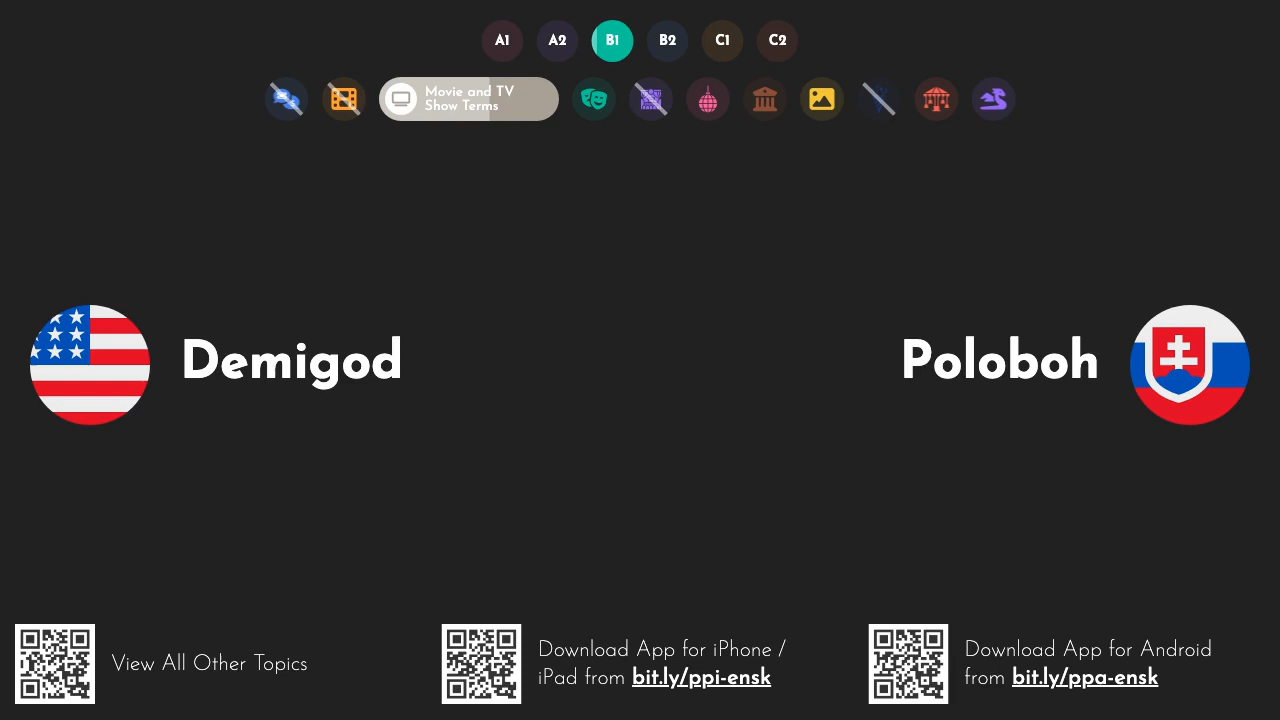 A1 A2 B1 B2 C1 C2
Movie and TV
Show Terms
Demigod
Poloboh
View All Other Topics
Download App for iPhone /
iPad from bit.ly/ppi-ensk
Download App for Android
from bit.ly/ppa-ensk